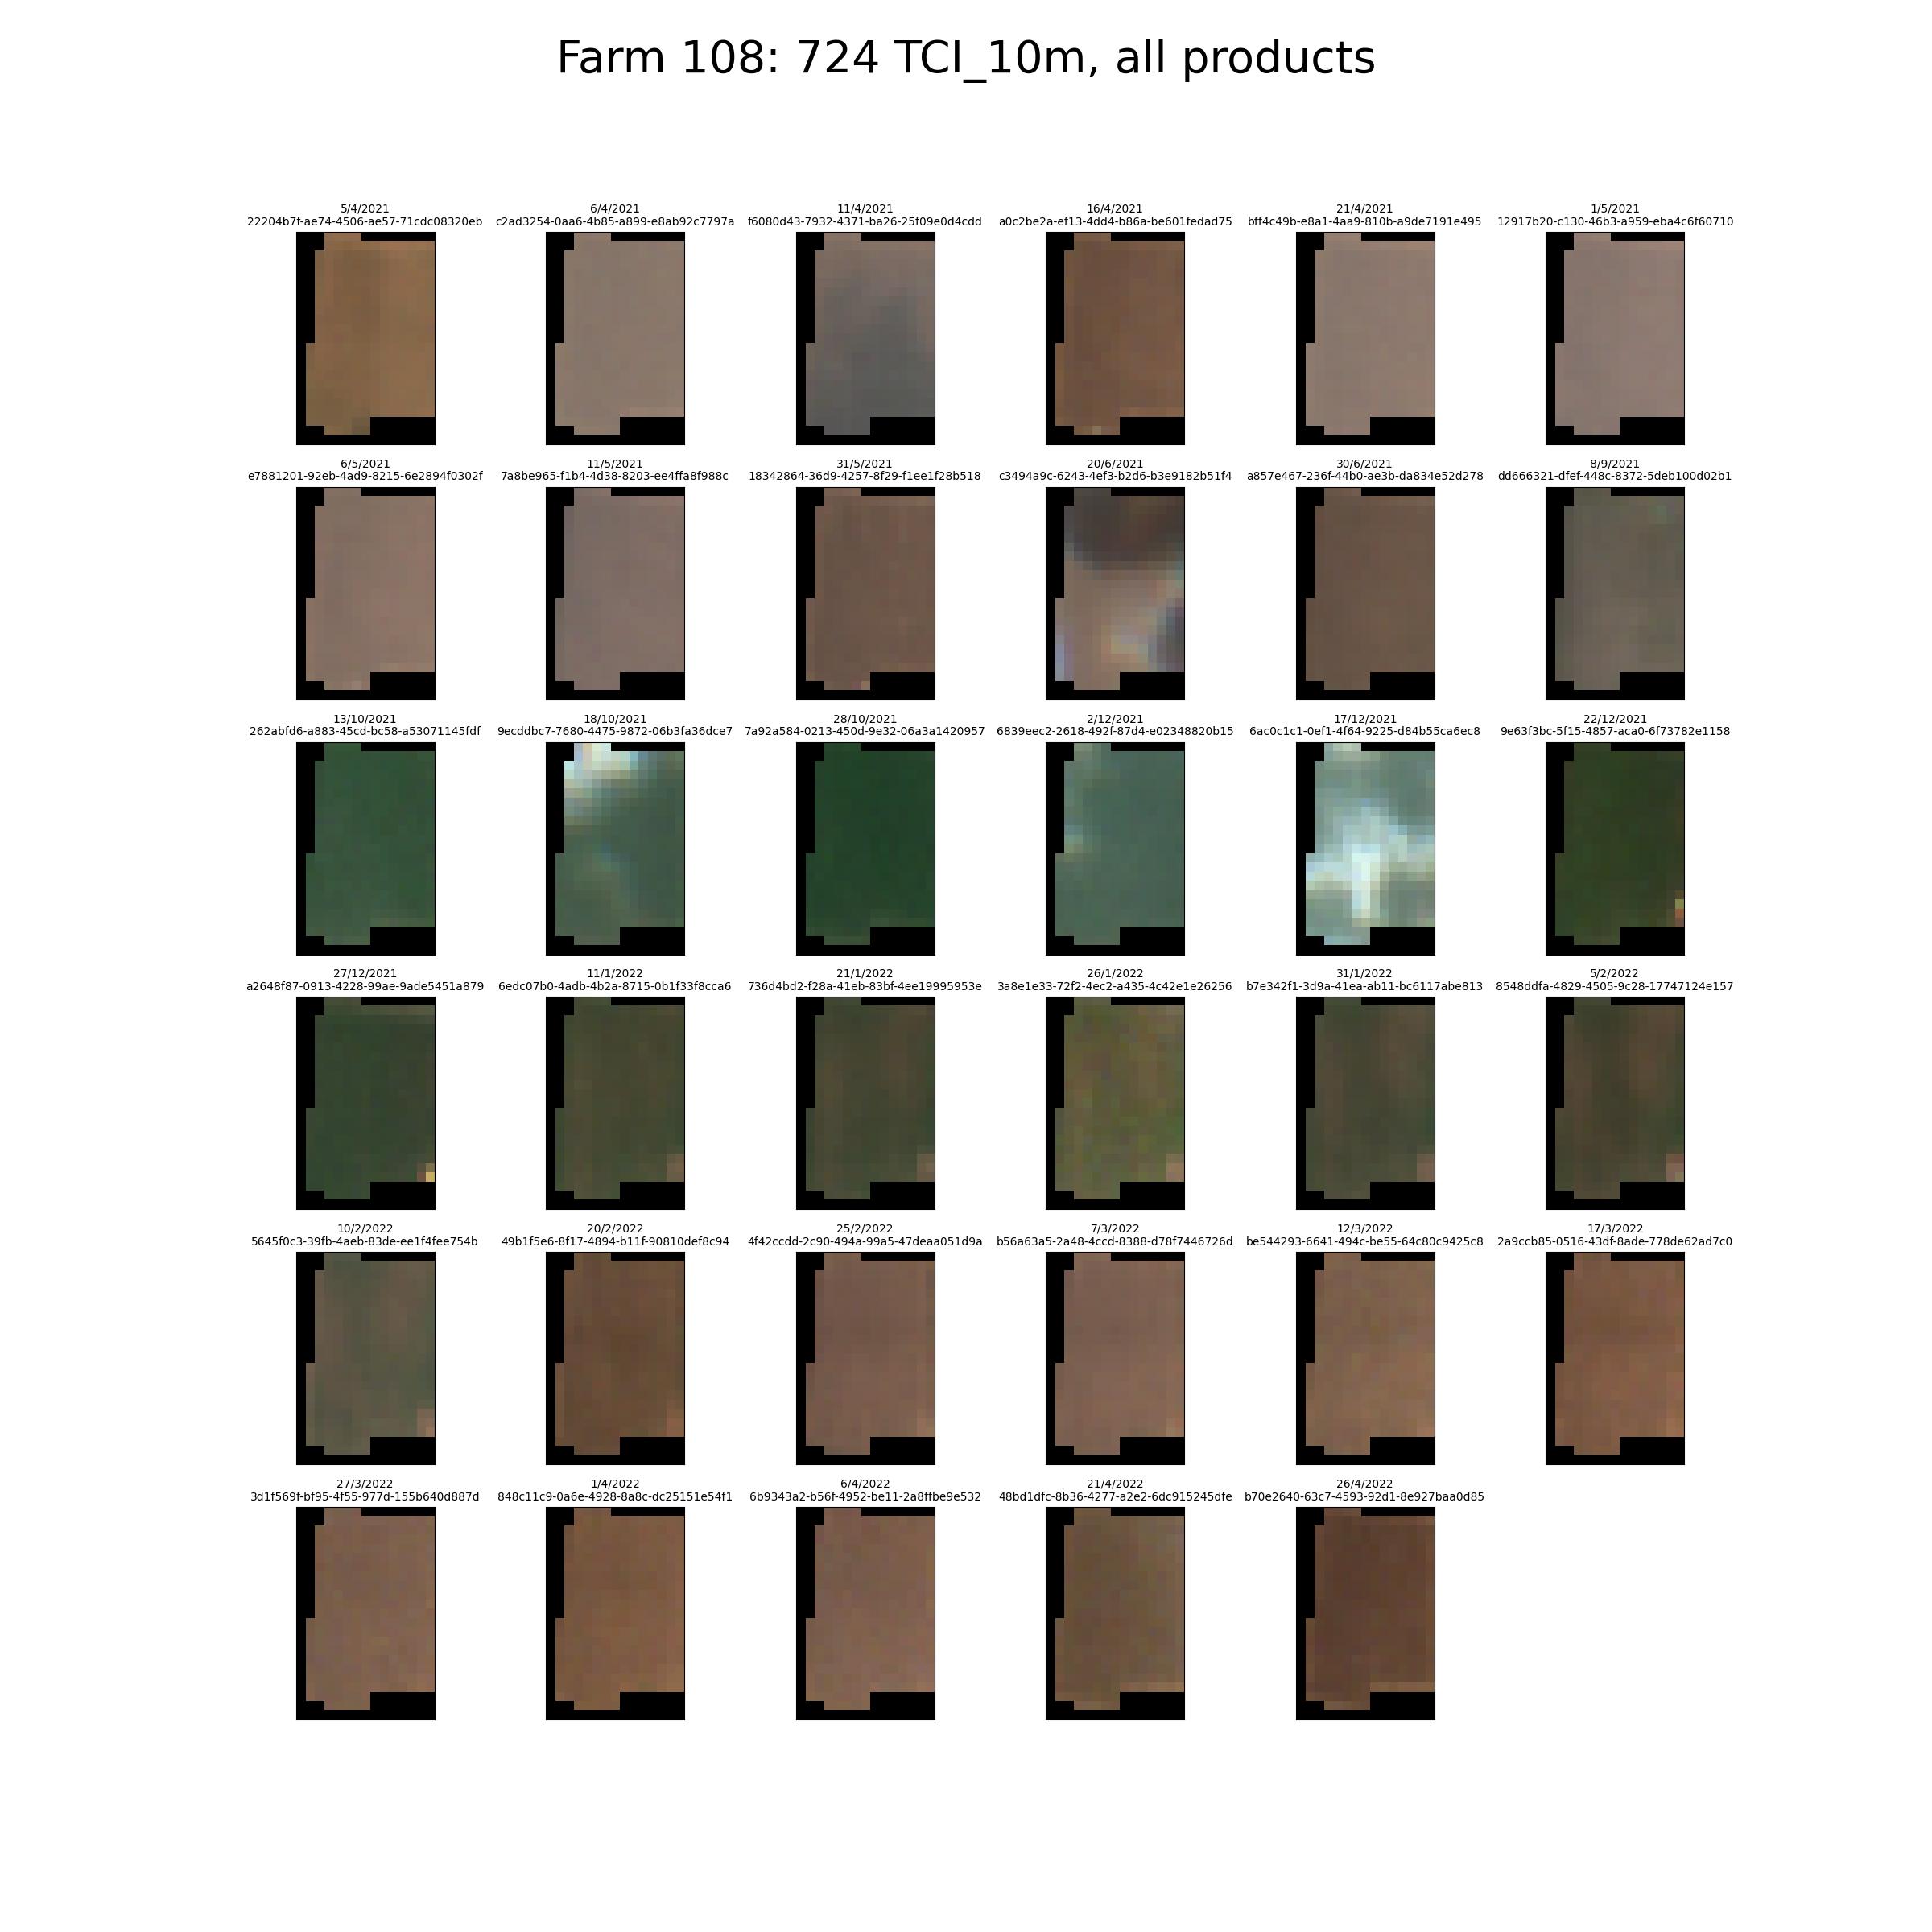 Farm 108: 724 TCI_10m, all products
5/4/2021
22204b7f-ae74-4506-ae57-71cdc08320eb
6/4/2021
c2ad3254-0aa6-4b85-a899-e8ab92c7797a
11/4/2021
f6080d43-7932-4371-ba26-25f09e0d4cdd
16/4/2021
a0c2be2a-ef13-4dd4-b86a-be601fedad75
21/4/2021
bff4c49b-e8a1-4aa9-810b-a9de7191e495
1/5/2021
12917b20-c130-46b3-a959-eba4c6f60710
6/5/2021
e7881201-92eb-4ad9-8215-6e2894f0302f
11/5/2021
7a8be965-f1b4-4d38-8203-ee4ffa8f988c
31/5/2021
18342864-36d9-4257-8f29-f1ee1f28b518
20/6/2021
c3494a9c-6243-4ef3-b2d6-b3e9182b51f4
30/6/2021
a857e467-236f-44b0-ae3b-da834e52d278
8/9/2021
dd666321-dfef-448c-8372-5deb100d02b1
13/10/2021
262abfd6-a883-45cd-bc58-a53071145fdf
18/10/2021
9ecddbc7-7680-4475-9872-06b3fa36dce7
28/10/2021
7a92a584-0213-450d-9e32-06a3a1420957
2/12/2021
6839eec2-2618-492f-87d4-e02348820b15
17/12/2021
6ac0c1c1-0ef1-4f64-9225-d84b55ca6ec8
22/12/2021
9e63f3bc-5f15-4857-aca0-6f73782e1158
27/12/2021
a2648f87-0913-4228-99ae-9ade5451a879
11/1/2022
6edc07b0-4adb-4b2a-8715-0b1f33f8cca6
21/1/2022
736d4bd2-f28a-41eb-83bf-4ee19995953e
26/1/2022
3a8e1e33-72f2-4ec2-a435-4c42e1e26256
31/1/2022
b7e342f1-3d9a-41ea-ab11-bc6117abe813
5/2/2022
8548ddfa-4829-4505-9c28-17747124e157
10/2/2022
5645f0c3-39fb-4aeb-83de-ee1f4fee754b
20/2/2022
49b1f5e6-8f17-4894-b11f-90810def8c94
25/2/2022
4f42ccdd-2c90-494a-99a5-47deaa051d9a
7/3/2022
b56a63a5-2a48-4ccd-8388-d78f7446726d
12/3/2022
be544293-6641-494c-be55-64c80c9425c8
17/3/2022
2a9ccb85-0516-43df-8ade-778de62ad7c0
27/3/2022
3d1f569f-bf95-4f55-977d-155b640d887d
1/4/2022
848c11c9-0a6e-4928-8a8c-dc25151e54f1
6/4/2022
6b9343a2-b56f-4952-be11-2a8ffbe9e532
21/4/2022
48bd1dfc-8b36-4277-a2e2-6dc915245dfe
26/4/2022
b70e2640-63c7-4593-92d1-8e927baa0d85